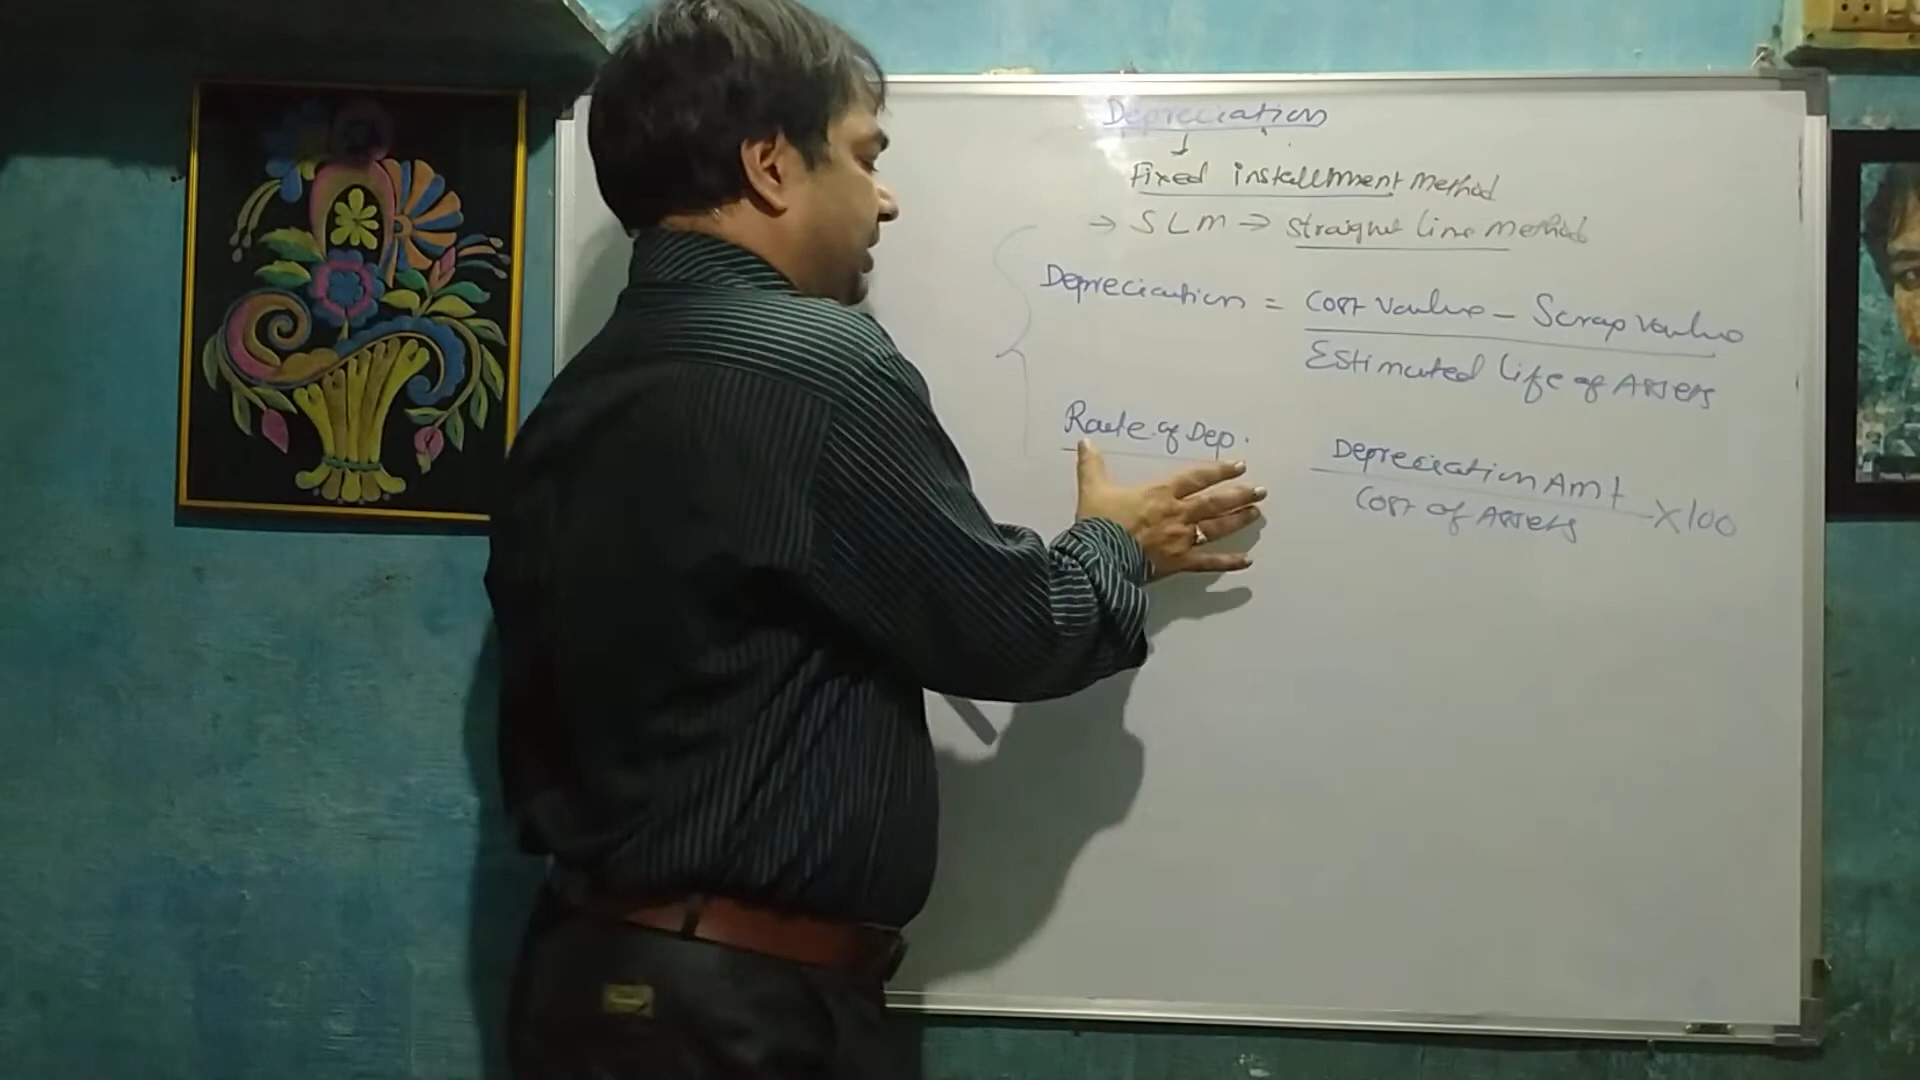 Depreciation
↓
Fixed installment Method
→ SLM → Straight line Method
Depreciation = Cost Value - Scrap Value
Estimated life of Assets
Rate of Dep.
Depreciation Amt
Cost of Assets
×100